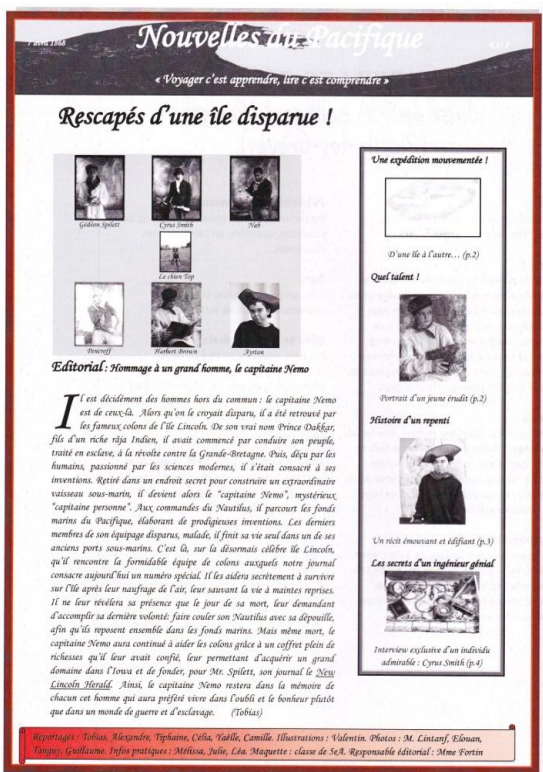 Nouvelles du Pacifique
1 avril 1868
« Voyager c'est apprendre, lire c'est comprendre »
Rescapés d'une île disparue !
Gédéon Spilett
Cyrus Smith
Nab
Le chien Top
Pencroff
Harbert Brown
Ayrton
Editorial : Hommage à un grand homme, le capitaine Nemo
Il est décidément des hommes hors du commun : le capitaine Nemo
est de ceux-là. Alors qu'on le croyait disparu, il a été retrouvé par
les fameux colons de l'île Lincoln. De son vrai nom Prince Dakkar,
fils d'un riche râja Indien, il avait commencé par conduire son peuple,
traité en esclave, à la révolte contre la Grande-Bretagne. Puis, déçu par les
humains, passionné par les sciences modernes, il s'était consacré à ses
inventions. Retiré dans un endroit secret pour construire un extraordinaire
vaisseau sous-marin, il devient alors le "capitaine Nemo", mystérieux
"capitaine personne". Aux commandes du Nautilus, il parcourt les fonds
marins du Pacifique, élaborant de prodigieuses inventions. Les derniers
membres de son équipage disparus, malade, il finit sa vie seul dans un de ses
anciens ports sous-marins. C'est là, sur la désormais célèbre île Lincoln,
qu'il rencontre la formidable équipe de colons auxquels notre journal
consacre aujourd'hui un numéro spécial. Il les aidera secrètement à survivre
sur l'île après leur naufrage de l'air, leur sauvant la vie à maintes reprises.
Il ne leur révélera sa présence que le jour de sa mort, leur demandant
d'accomplir sa dernière volonté: faire couler son Nautilus avec sa dépouille,
afin qu'ils reposent ensemble dans les fonds marins. Mais même mort, le
capitaine Nemo aura continué à aider les colons grâce à un coffret plein de
richesses qu'il leur avait confié, leur permettant d'acquérir un grand
domaine dans l'Iowa et de fonder, pour Mr. Spilett, son journal le New
Lincoln Herald. Ainsi, le capitaine Nemo restera dans la mémoire de
chacun cet homme qui aura préféré vivre dans l'oubli et le bonheur plutôt
que dans un monde de guerre et d'esclavage. (Tobias)
Une expédition mouvementée !
D'une île à l'autre... (p.2)
Quel talent !
Portrait d'un jeune érudit (p.2)
Histoire d'un repenti
Un récit émouvant et édifiant (p.3)
Les secrets d'un ingénieur génial
Interview exclusive d'un individu
admirable : Cyrus Smith (p.4)
Reportages : Tobias, Alexandre, Tiphaine, Célia, Yaëlle, Camille. Illustrations : Valentin. Photos : M. Lintanf, Elouan,
Tanguy, Guillaume. Infos pratiques : Mélissa, Julie, Léa. Maquette : classe de 5eA. Responsable éditorial : Mme Fortin